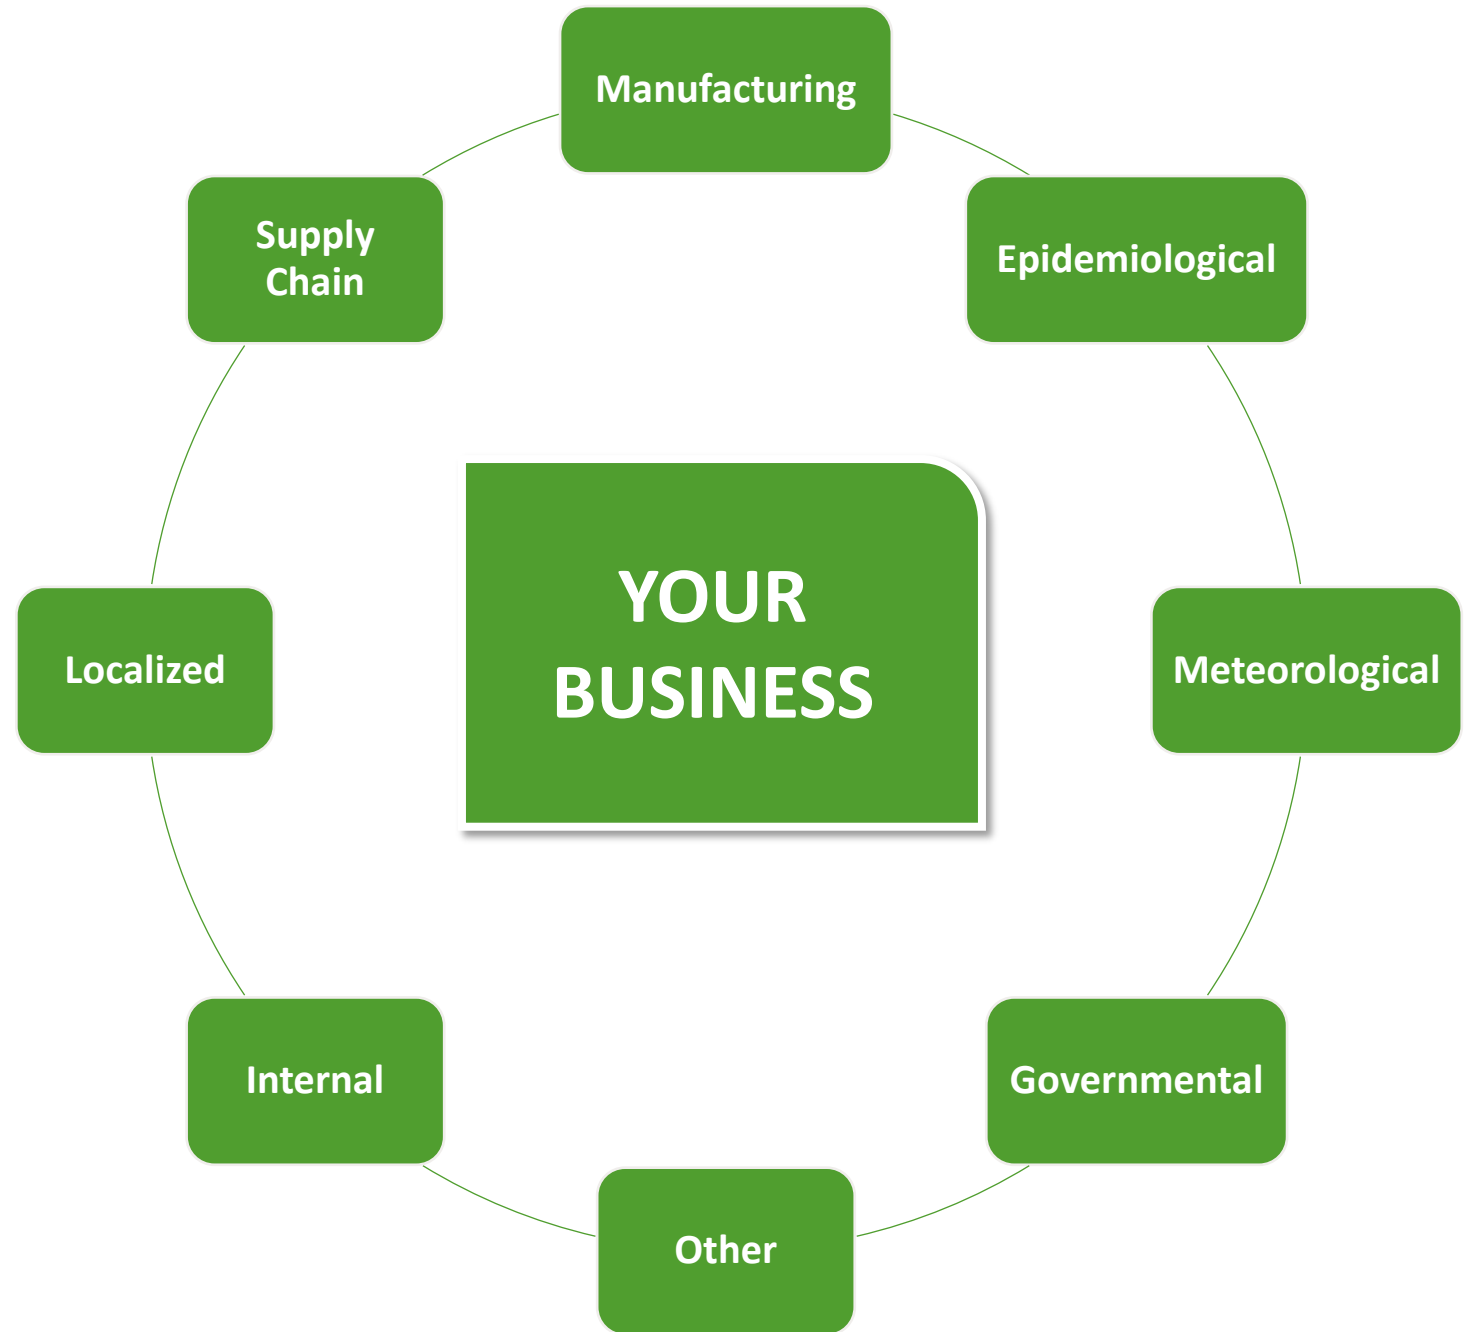 Manufacturing
Epidemiological
Meteorological
Governmental
Other
Internal
Localized
Supply
Chain
YOUR
BUSINESS